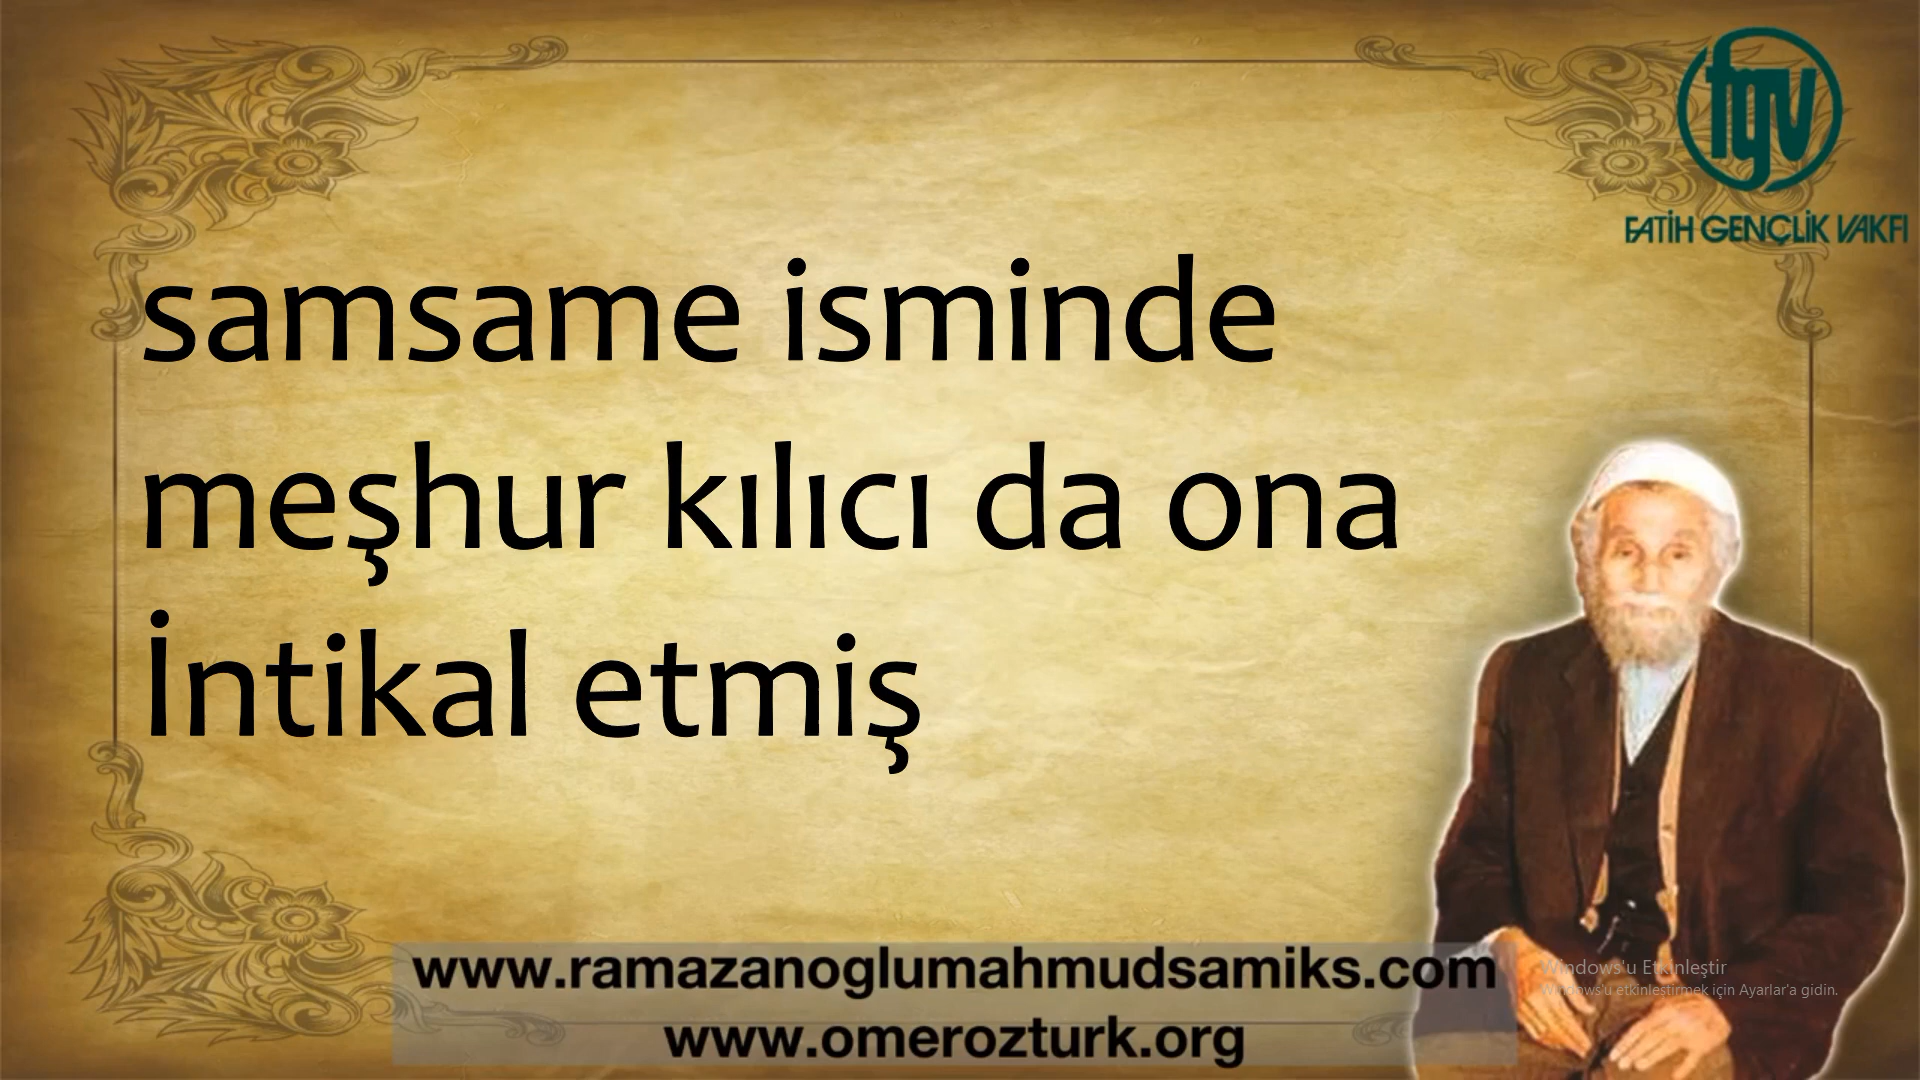 fgv
FATİH GENÇLİK VAKFI
samsame isminde
meşhur kılıcı da ona
İntikal etmiş
www.ramazanoglumahmudsamiks.com
www.omerozturk.org
Windows'u Etkinleştir
Windows'u etkinleştirmek için Ayarlar'a gidin.